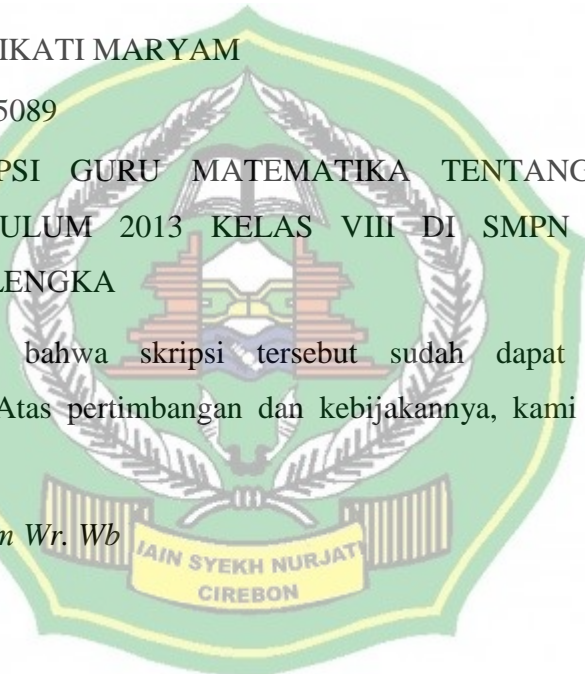 IKATI MARYAM
5089
PSI GURU MATEMATIKA TENTANG
ULUM 2013 KELAS VIII DI SMPN
LENGKA
bahwa skripsi tersebut sudah dapat
Atas pertimbangan dan kebijakannya, kami
m Wr. Wb
IAIN SYEKH NURJATI
CIREBON